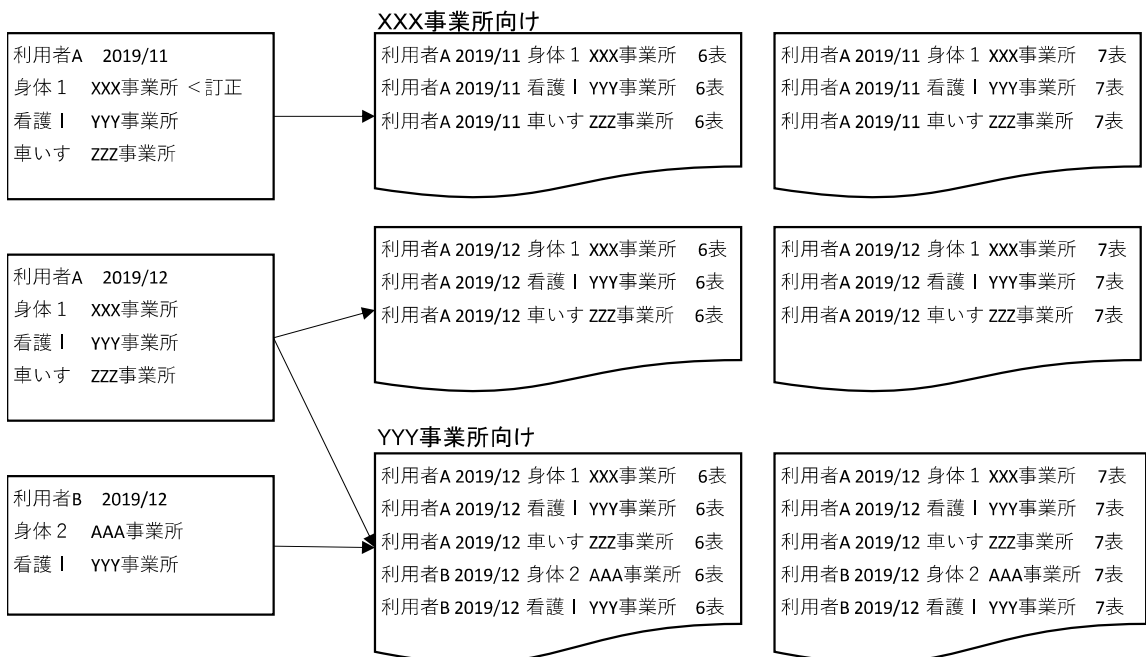 XXX事業所向け
利用者A 2019/11
身体１ XXX事業所 ＜訂正
看護Ⅰ YYY事業所
車いす ZZZ事業所
利用者A 2019/11 身体１ XXX事業所 6表
利用者A 2019/11 看護Ⅰ YYY事業所 6表
利用者A 2019/11 車いす ZZZ事業所 6表
利用者A 2019/11 身体１ XXX事業所 7表
利用者A 2019/11 看護Ⅰ YYY事業所 7表
利用者A 2019/11 車いす ZZZ事業所 7表
利用者A 2019/12
身体１ XXX事業所
看護Ⅰ YYY事業所
車いす ZZZ事業所
利用者A 2019/12 身体１ XXX事業所 6表
利用者A 2019/12 看護Ⅰ YYY事業所 6表
利用者A 2019/12 車いす ZZZ事業所 6表
利用者A 2019/12 身体１ XXX事業所 7表
利用者A 2019/12 看護Ⅰ YYY事業所 7表
利用者A 2019/12 車いす ZZZ事業所 7表
YYY事業所向け
利用者B 2019/12
身体２ AAA事業所
看護Ⅰ YYY事業所
利用者A 2019/12 身体１ XXX事業所 6表
利用者A 2019/12 看護Ⅰ YYY事業所 6表
利用者A 2019/12 車いす ZZZ事業所 6表
利用者B 2019/12 身体２ AAA事業所 6表
利用者B 2019/12 看護Ⅰ YYY事業所 6表
利用者A 2019/12 身体１ XXX事業所 7表
利用者A 2019/12 看護Ⅰ YYY事業所 7表
利用者A 2019/12 車いす ZZZ事業所 7表
利用者B 2019/12 身体２ AAA事業所 7表
利用者B 2019/12 看護Ⅰ YYY事業所 7表